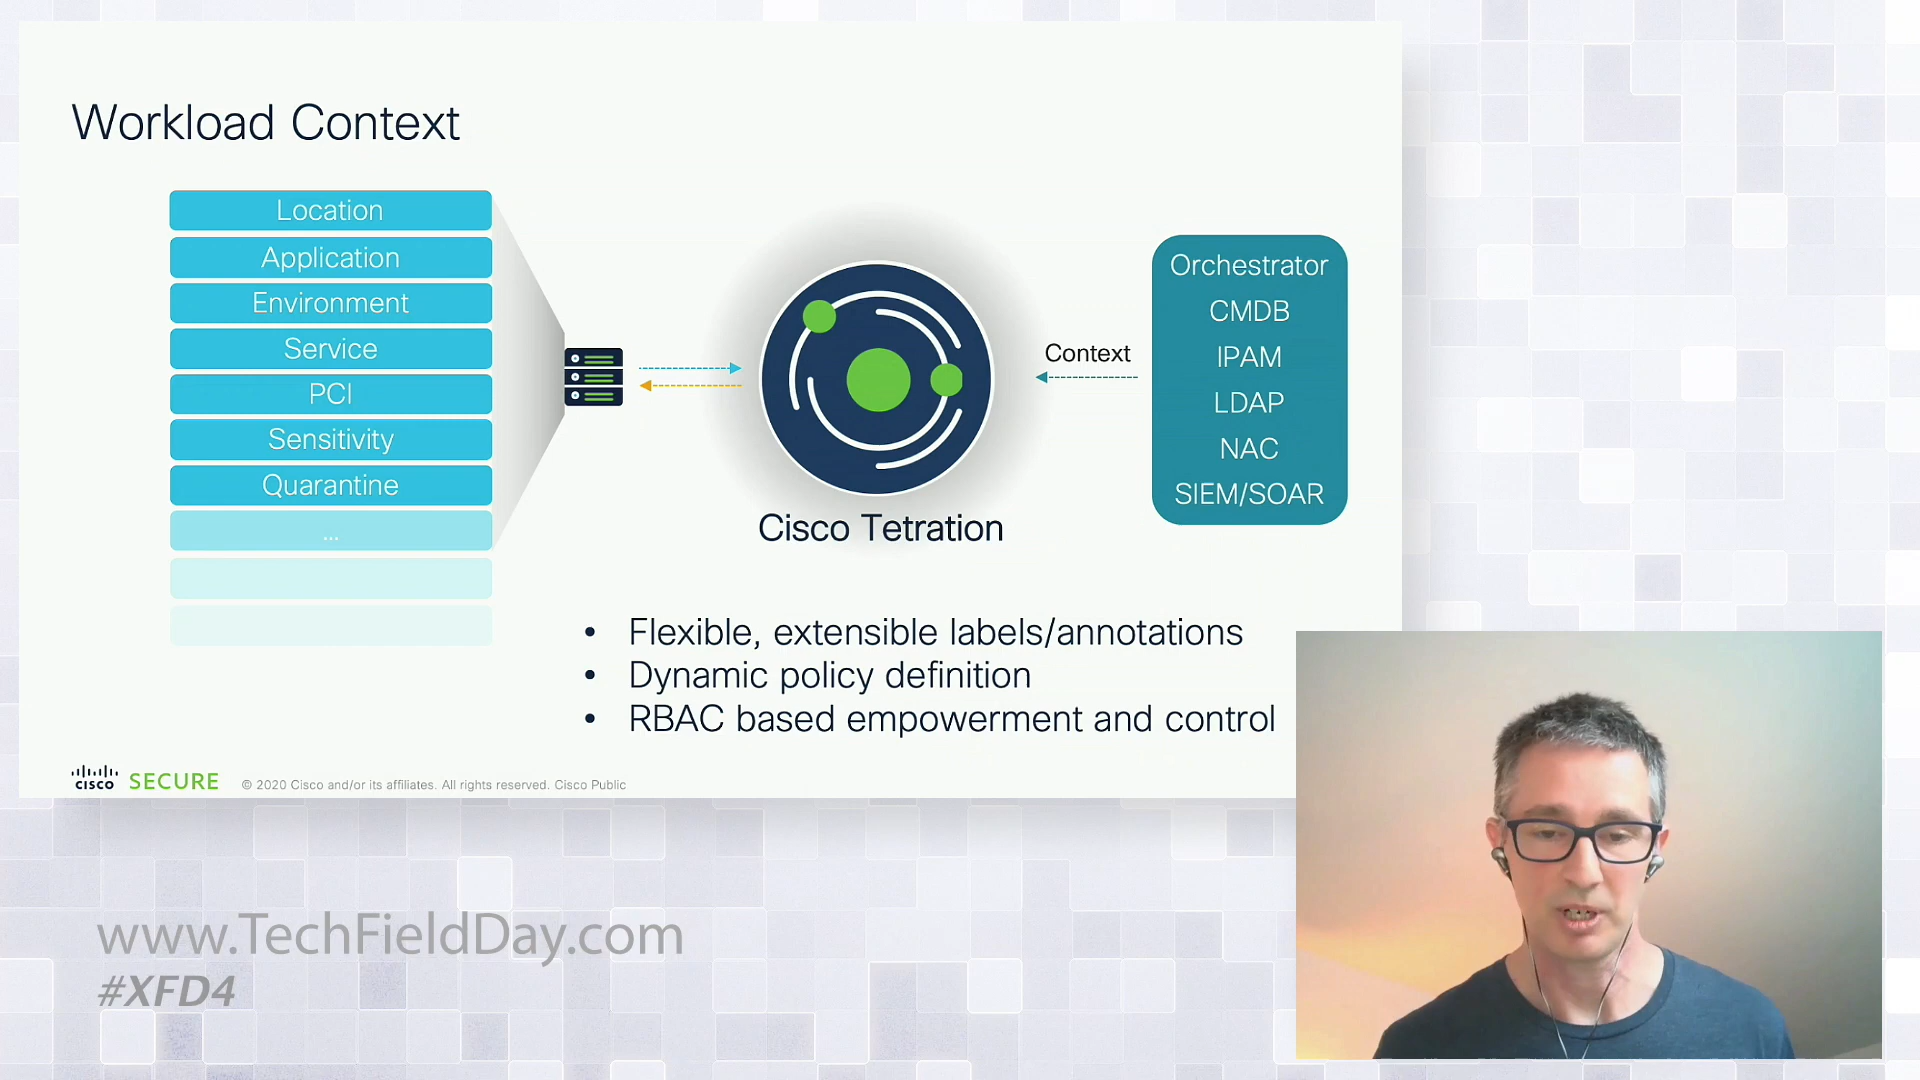 Workload Context
Location
Application
Environment
Service
PCI
Sensitivity
Quarantine
...
Cisco Tetration
Context
Orchestrator
CMDB
IPAM
LDAP
NAC
SIEM/SOAR
• Flexible, extensible labels/annotations
• Dynamic policy definition
• RBAC based empowerment and control
cisco SECURE © 2020 Cisco and/or its affiliates. All rights reserved. Cisco Public
www.TechFieldDay.com
#XFD4